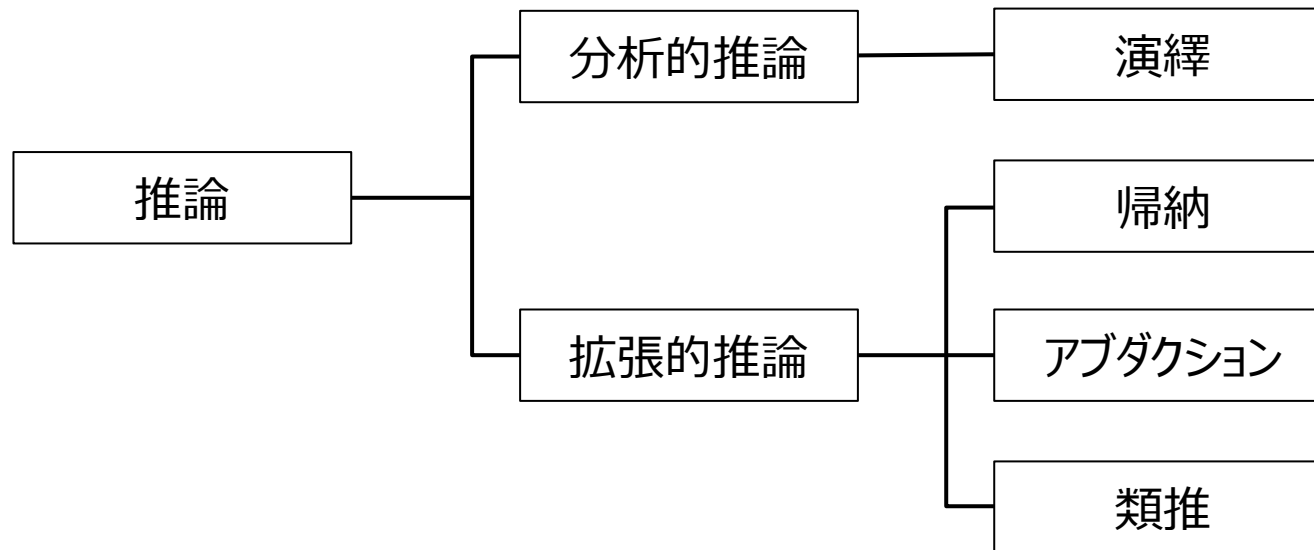 分析的推論
演繹
推論
帰納
拡張的推論
アブダクション
類推